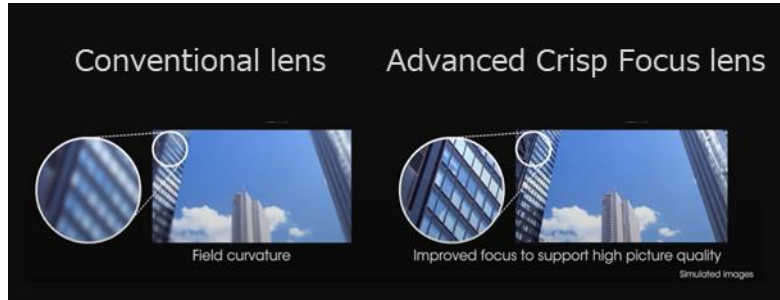 Conventional lens
Advanced Crisp Focus lens
Field curvature
Improved focus to support high picture quality
Simulated images